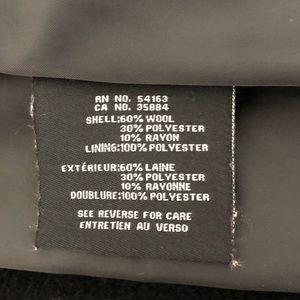 RN NO. 54163
CA NO. 35884
SHELL:60% WOOL
30% POLYESTER
10% RAYON
LINING:100% POLYESTER
EXTÉRIEUR:60% LAINE
30% POLYESTER
10% RAYONNE
DOUBLURE:100% POLYESTER
SEE REVERSE FOR CARE
ENTRETIEN AU VERSO